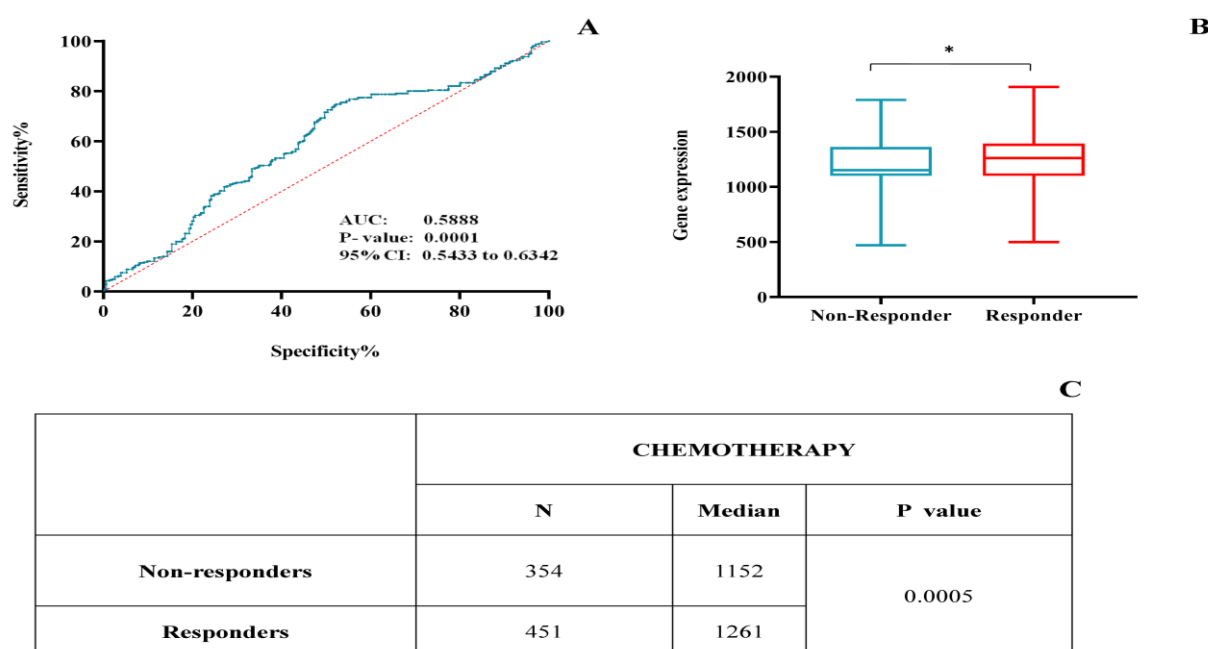 A
100
80
60
40
20
0
Sensitivity%
AUC: 0.5888
P- value: 0.0001
95% CI: 0.5433 to 0.6342
0 20 40 60 80 100
Specificity%
B
*
2000
1500
1000
500
0
Gene expression
Non-Responder Responder
C
CHEMOTHERAPY
N Median P value
Non-responders 354 1152 0.0005
Responders 451 1261